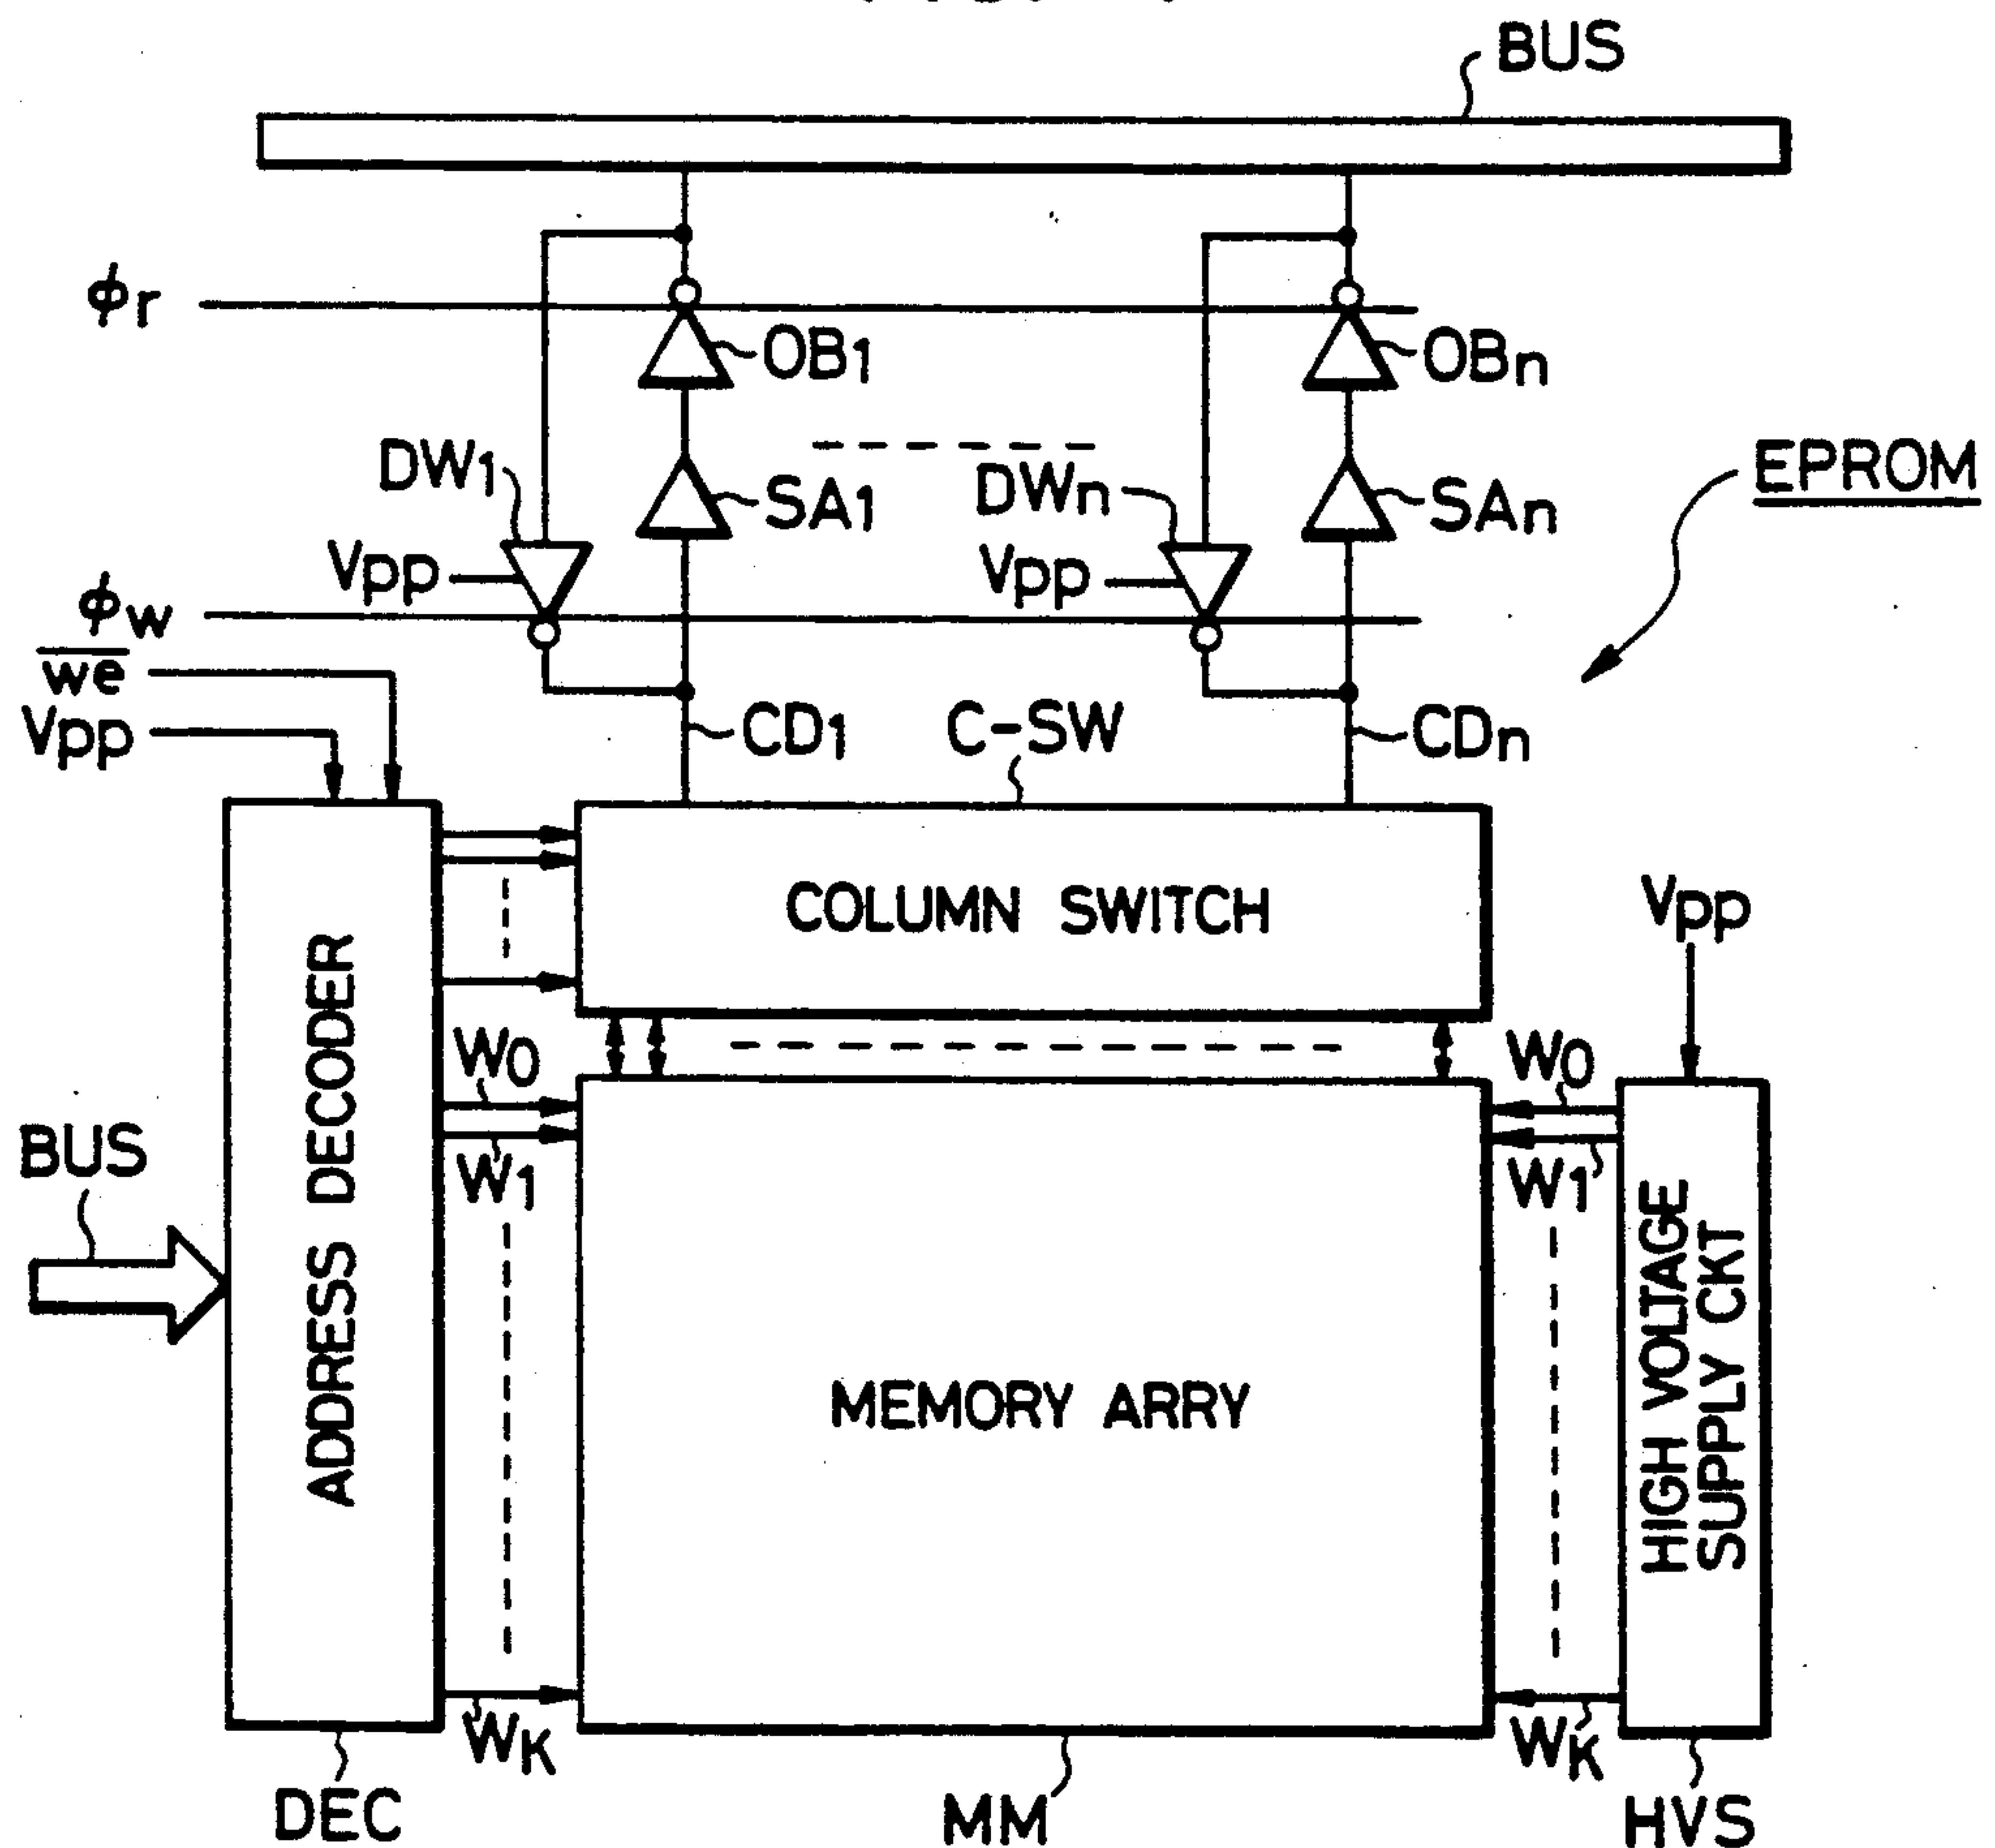 BUS
ϕr
OB1
OBn
DW1
SA1
DWn
SAn
EPROM
Vpp
Vpp
ϕw
w̅e̅
Vpp
CD1
C-SW
CDn
COLUMN SWITCH
Vpp
ADDRESS DECODER
W0
W0
BUS
W1
W1
HIGH VOLTAGE
SUPPLY CKT
MEMORY ARRY
WK
WK
DEC
MM
HVS